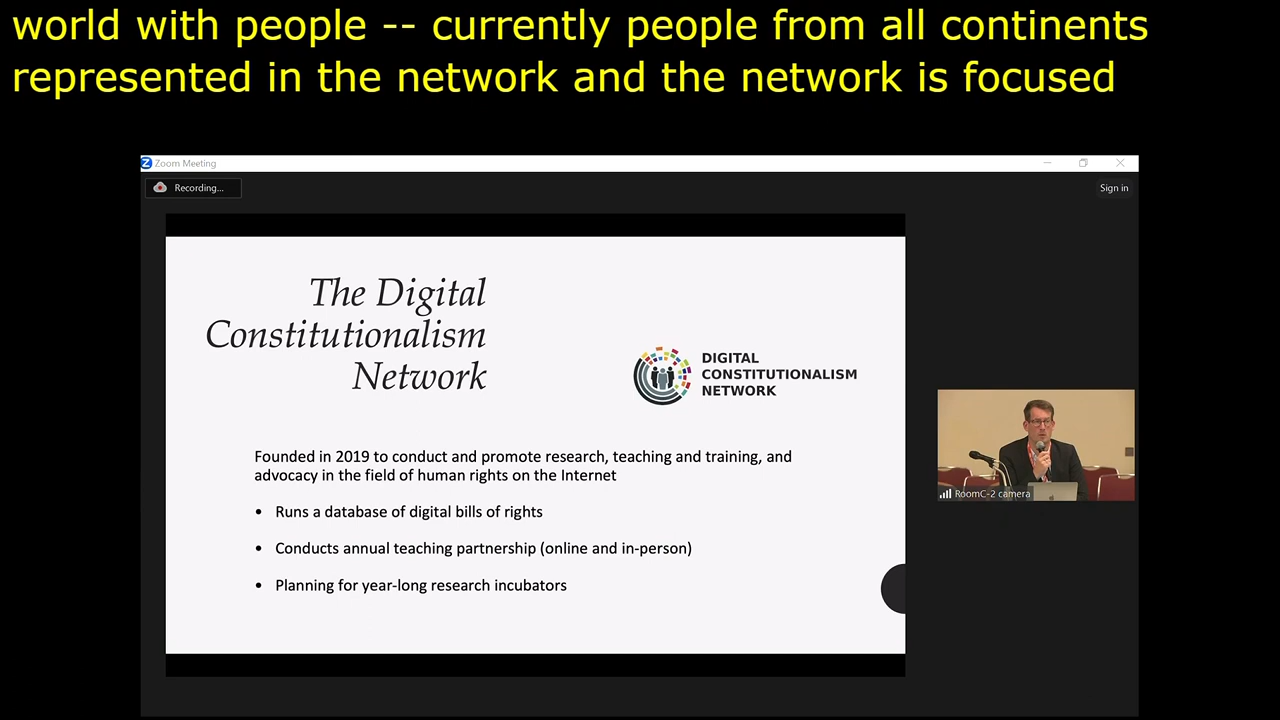 world with people -- currently people from all continents
represented in the network and the network is focused
Zoom Meeting
Recording...
Sign in
The Digital
Constitutionalism
Network
DIGITAL
CONSTITUTIONALISM
NETWORK
Founded in 2019 to conduct and promote research, teaching and training, and
advocacy in the field of human rights on the Internet
• Runs a database of digital bills of rights
• Conducts annual teaching partnership (online and in-person)
• Planning for year-long research incubators
RoomC-2 camera